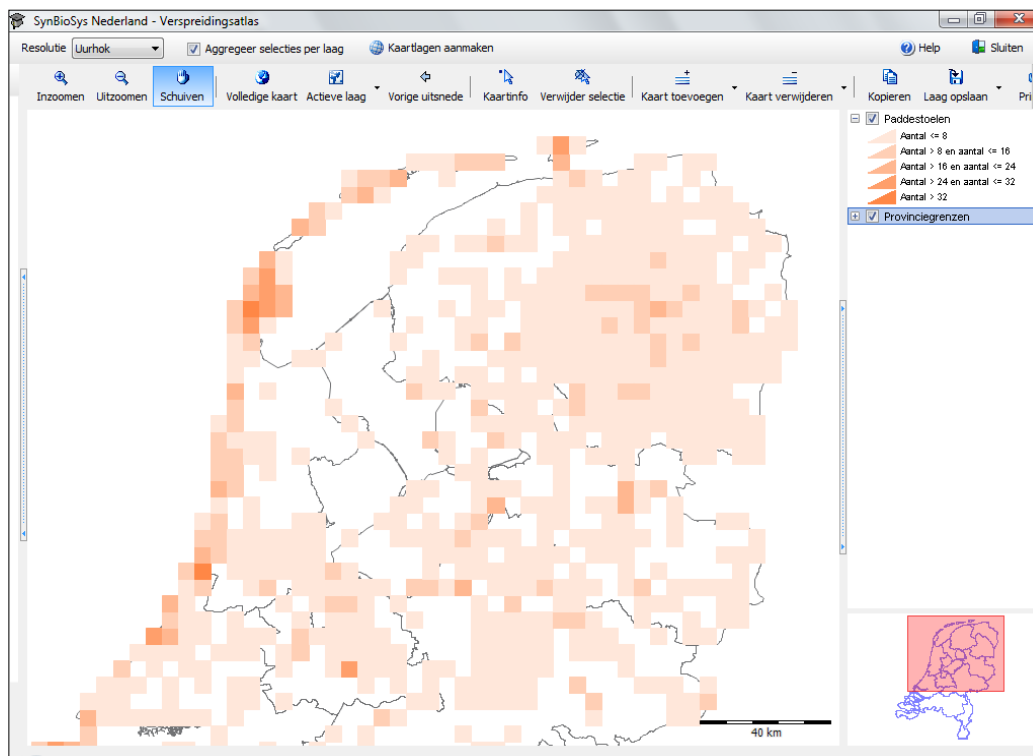 SynBioSys Nederland - Verspreidingsatlas
Resolutie Uurhok Aggregeer selecties per laag Kaartlagen aanmaken Help Sluiten
Inzoomen Uitzoomen Schuiven Volledige kaart Actieve laag Vorige uitsnede Kaartinfo Verwijder selectie Kaart toevoegen Kaart verwijderen Kopieren Laag opslaan Pri
Paddestoelen
Aantal <= 8
Aantal > 8 en aantal <= 16
Aantal > 16 en aantal <= 24
Aantal > 24 en aantal <= 32
Aantal > 32
Provinciegrenzen
40 km